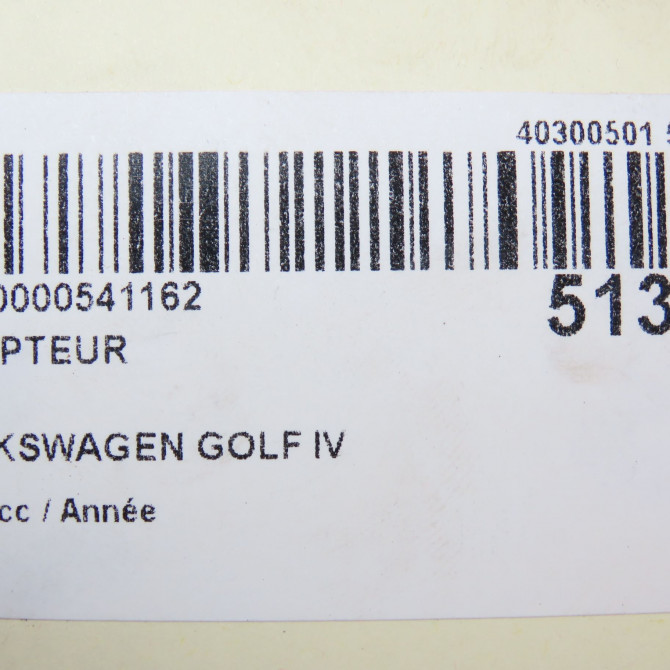 40300501
0000541162
513
PTEUR
KSWAGEN GOLF IV
cc / Année